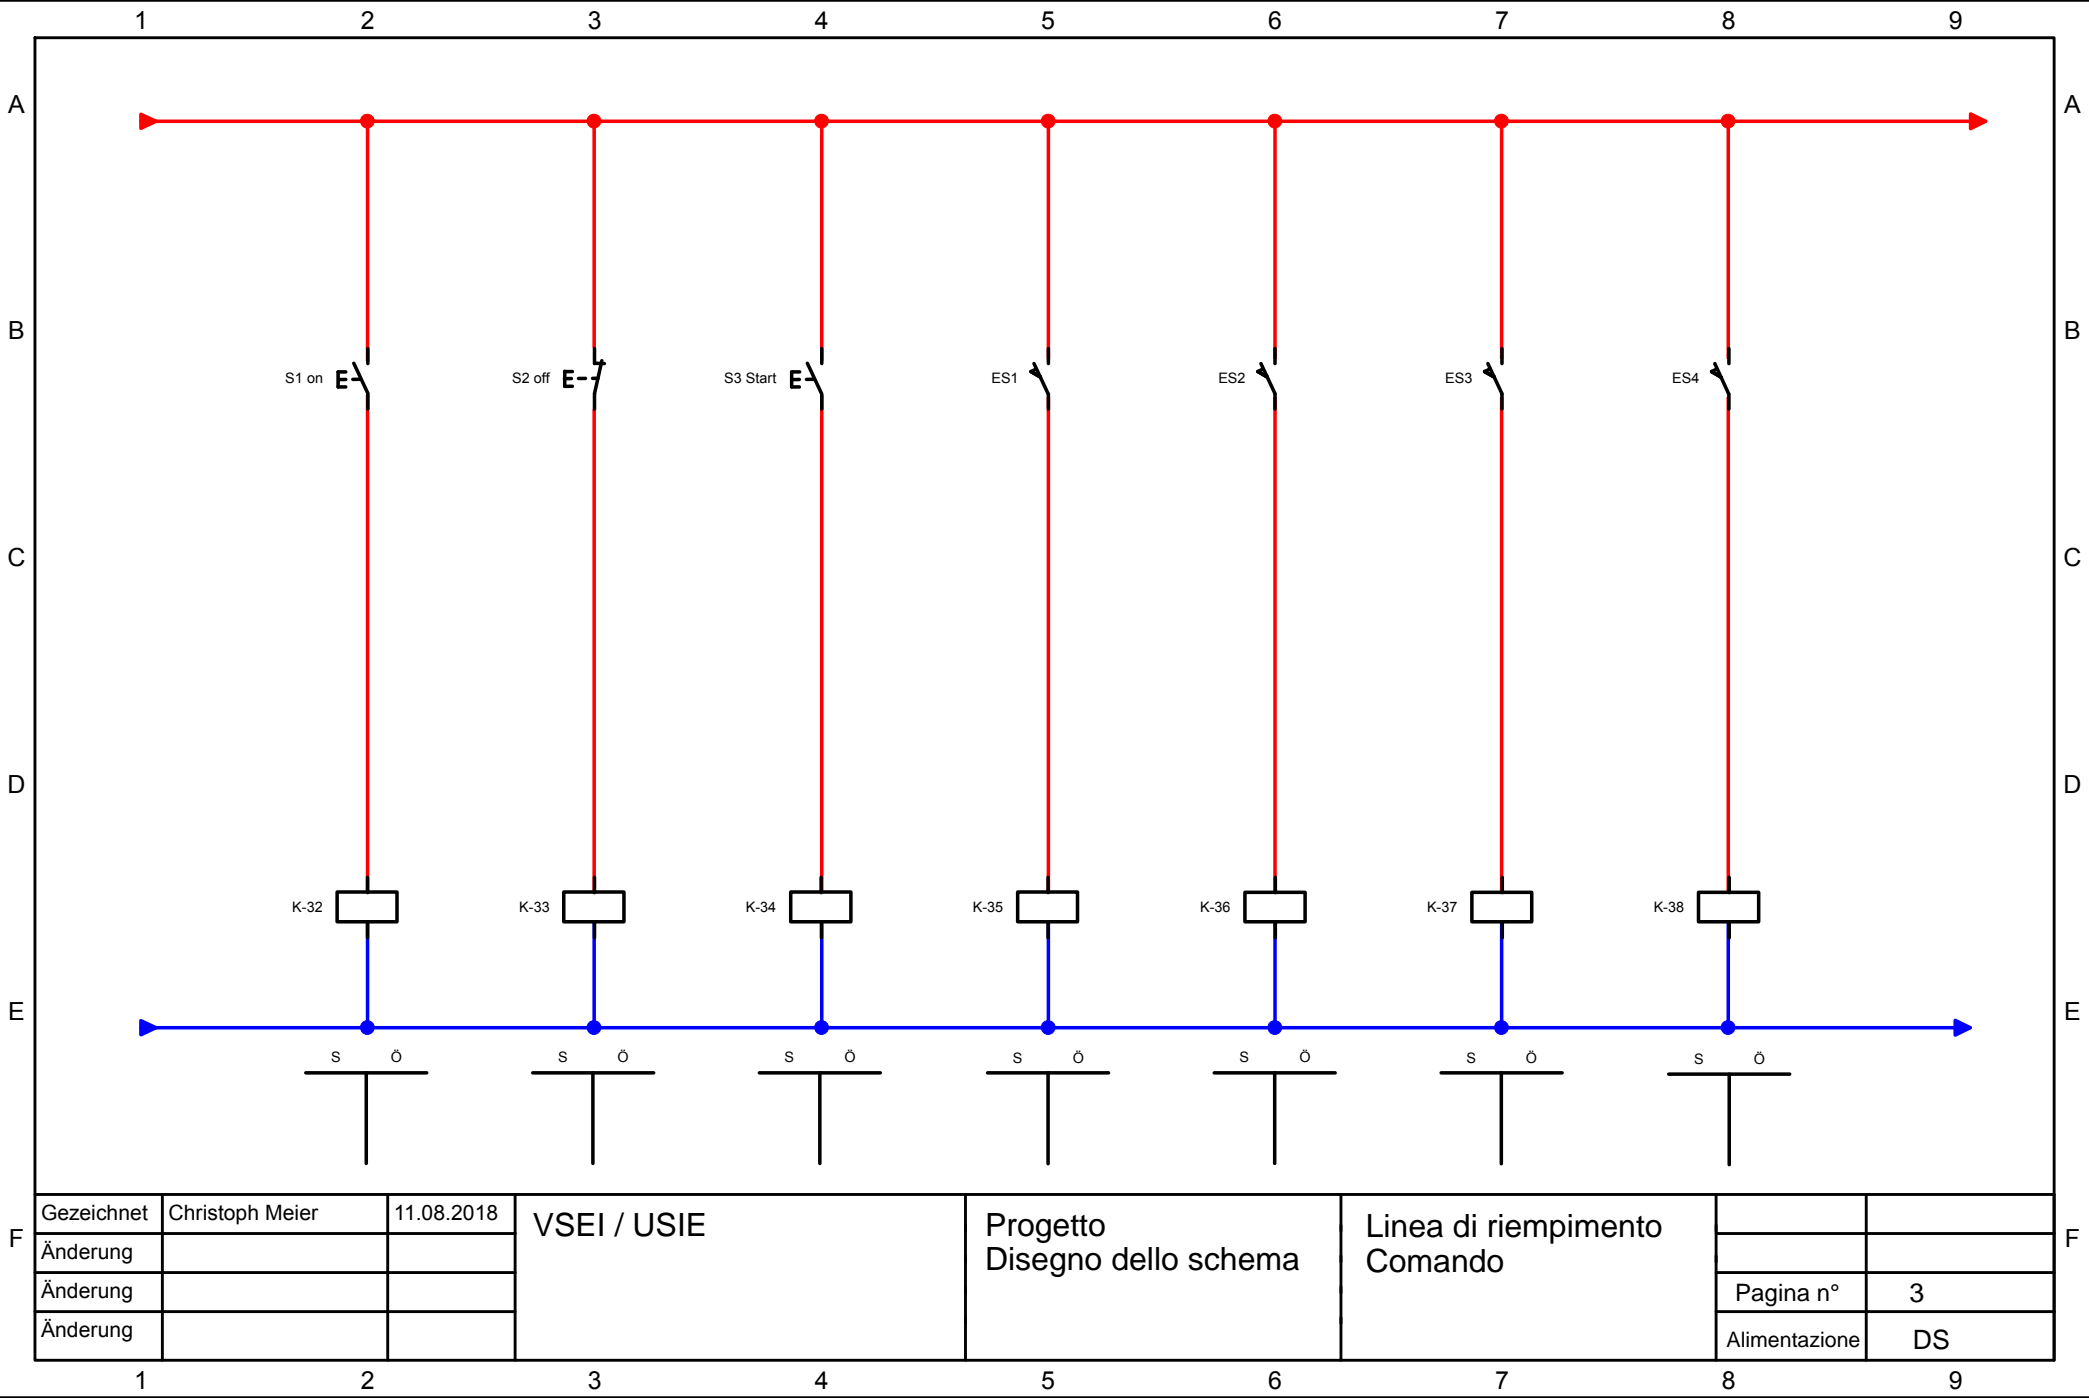 1 2 3 4 5 6 7 8 9
A A
B B
S1 on S2 off S3 Start ES1 ES2 ES3 ES4
C C
D D
K-32 K-33 K-34 K-35 K-36 K-37 K-38
E E
S Ö S Ö S Ö S Ö S Ö S Ö S Ö
Gezeichnet Christoph Meier 11.08.2018
Änderung
Änderung
Änderung
VSEI / USIE
Progetto
Disegno dello schema
Linea di riempimento
Comando
Pagina n° 3
Alimentazione DS
F F
1 2 3 4 5 6 7 8 9